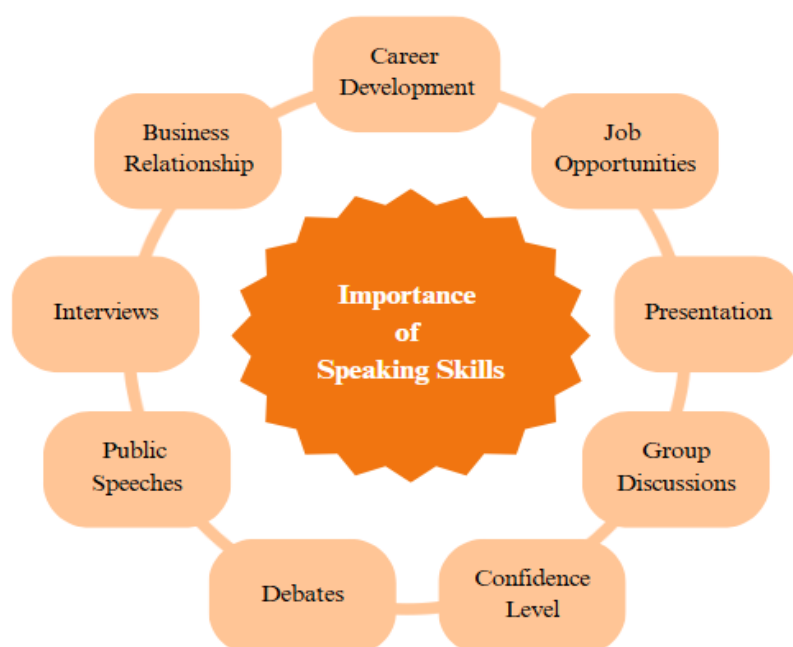 Career
Development
Job
Opportunities
Presentation
Group
Discussions
Confidence
Level
Debates
Public
Speeches
Interviews
Business
Relationship
Importance
of
Speaking Skills